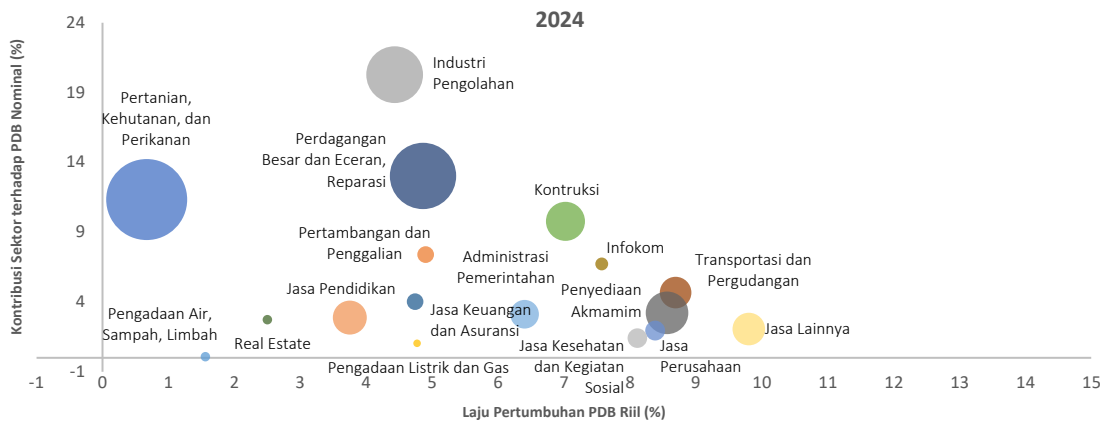 2024
Kontribusi Sektor terhadap PDB Nominal (%)
24
19
14
9
4
-1
Industri
Pengolahan
Pertanian,
Kehutanan, dan
Perikanan
Perdagangan
Besar dan Eceran,
Reparasi
Kontruksi
Pertambangan dan
Penggalian
Infokom
Administrasi
Pemerintahan
Transportasi dan
Pergudangan
Jasa Pendidikan
Penyediaan
Akmamim
Pengadaan Air,
Sampah, Limbah
Jasa Keuangan
dan Asuransi
Jasa Lainnya
Real Estate
Jasa Kesehatan
dan Kegiatan
Sosial
Jasa
Perusahaan
Pengadaan Listrik dan Gas
-1 0 1 2 3 4 5 6 7 8 9 10 11 12 13 14 15
Laju Pertumbuhan PDB Riil (%)